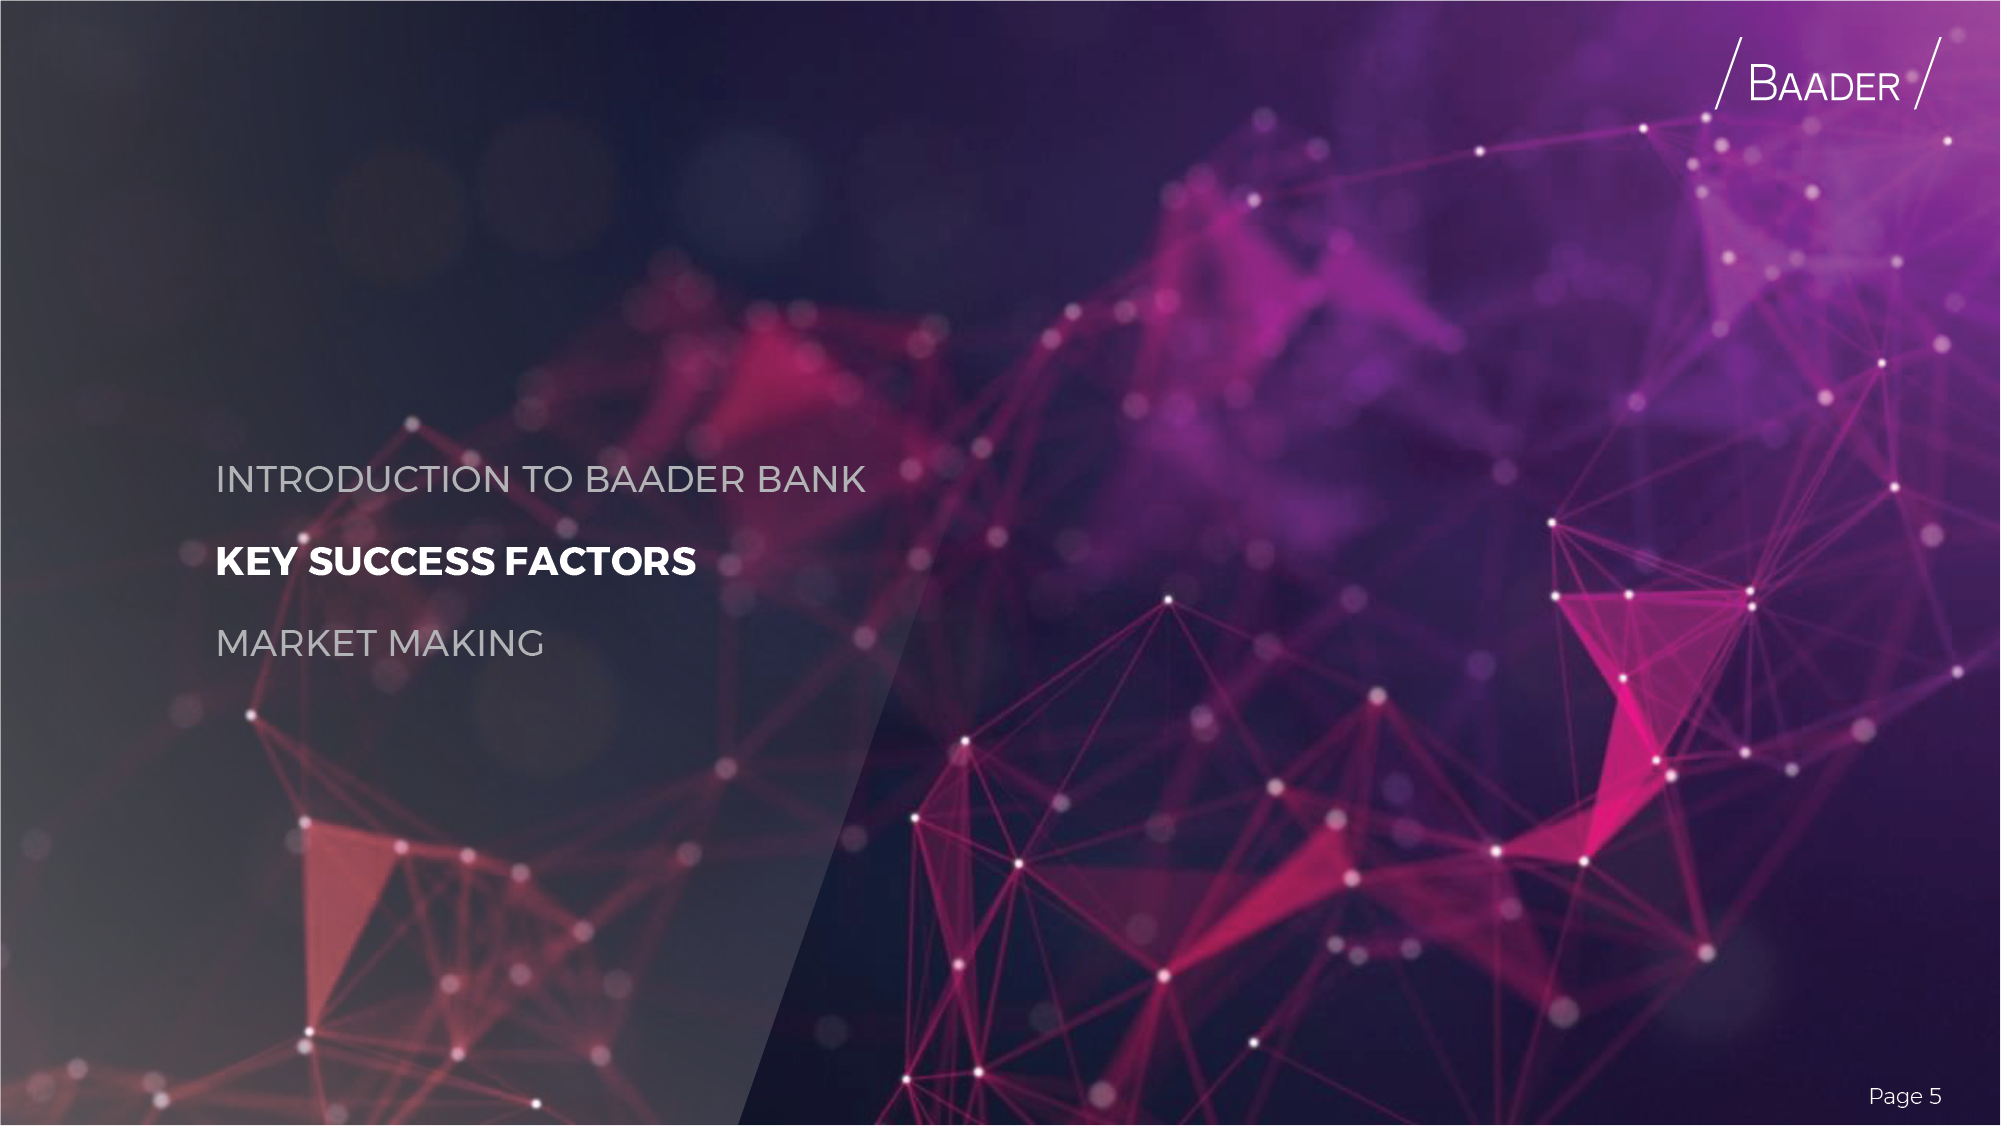 / BAADER /
INTRODUCTION TO BAADER BANK
KEY SUCCESS FACTORS
MARKET MAKING
Page 5